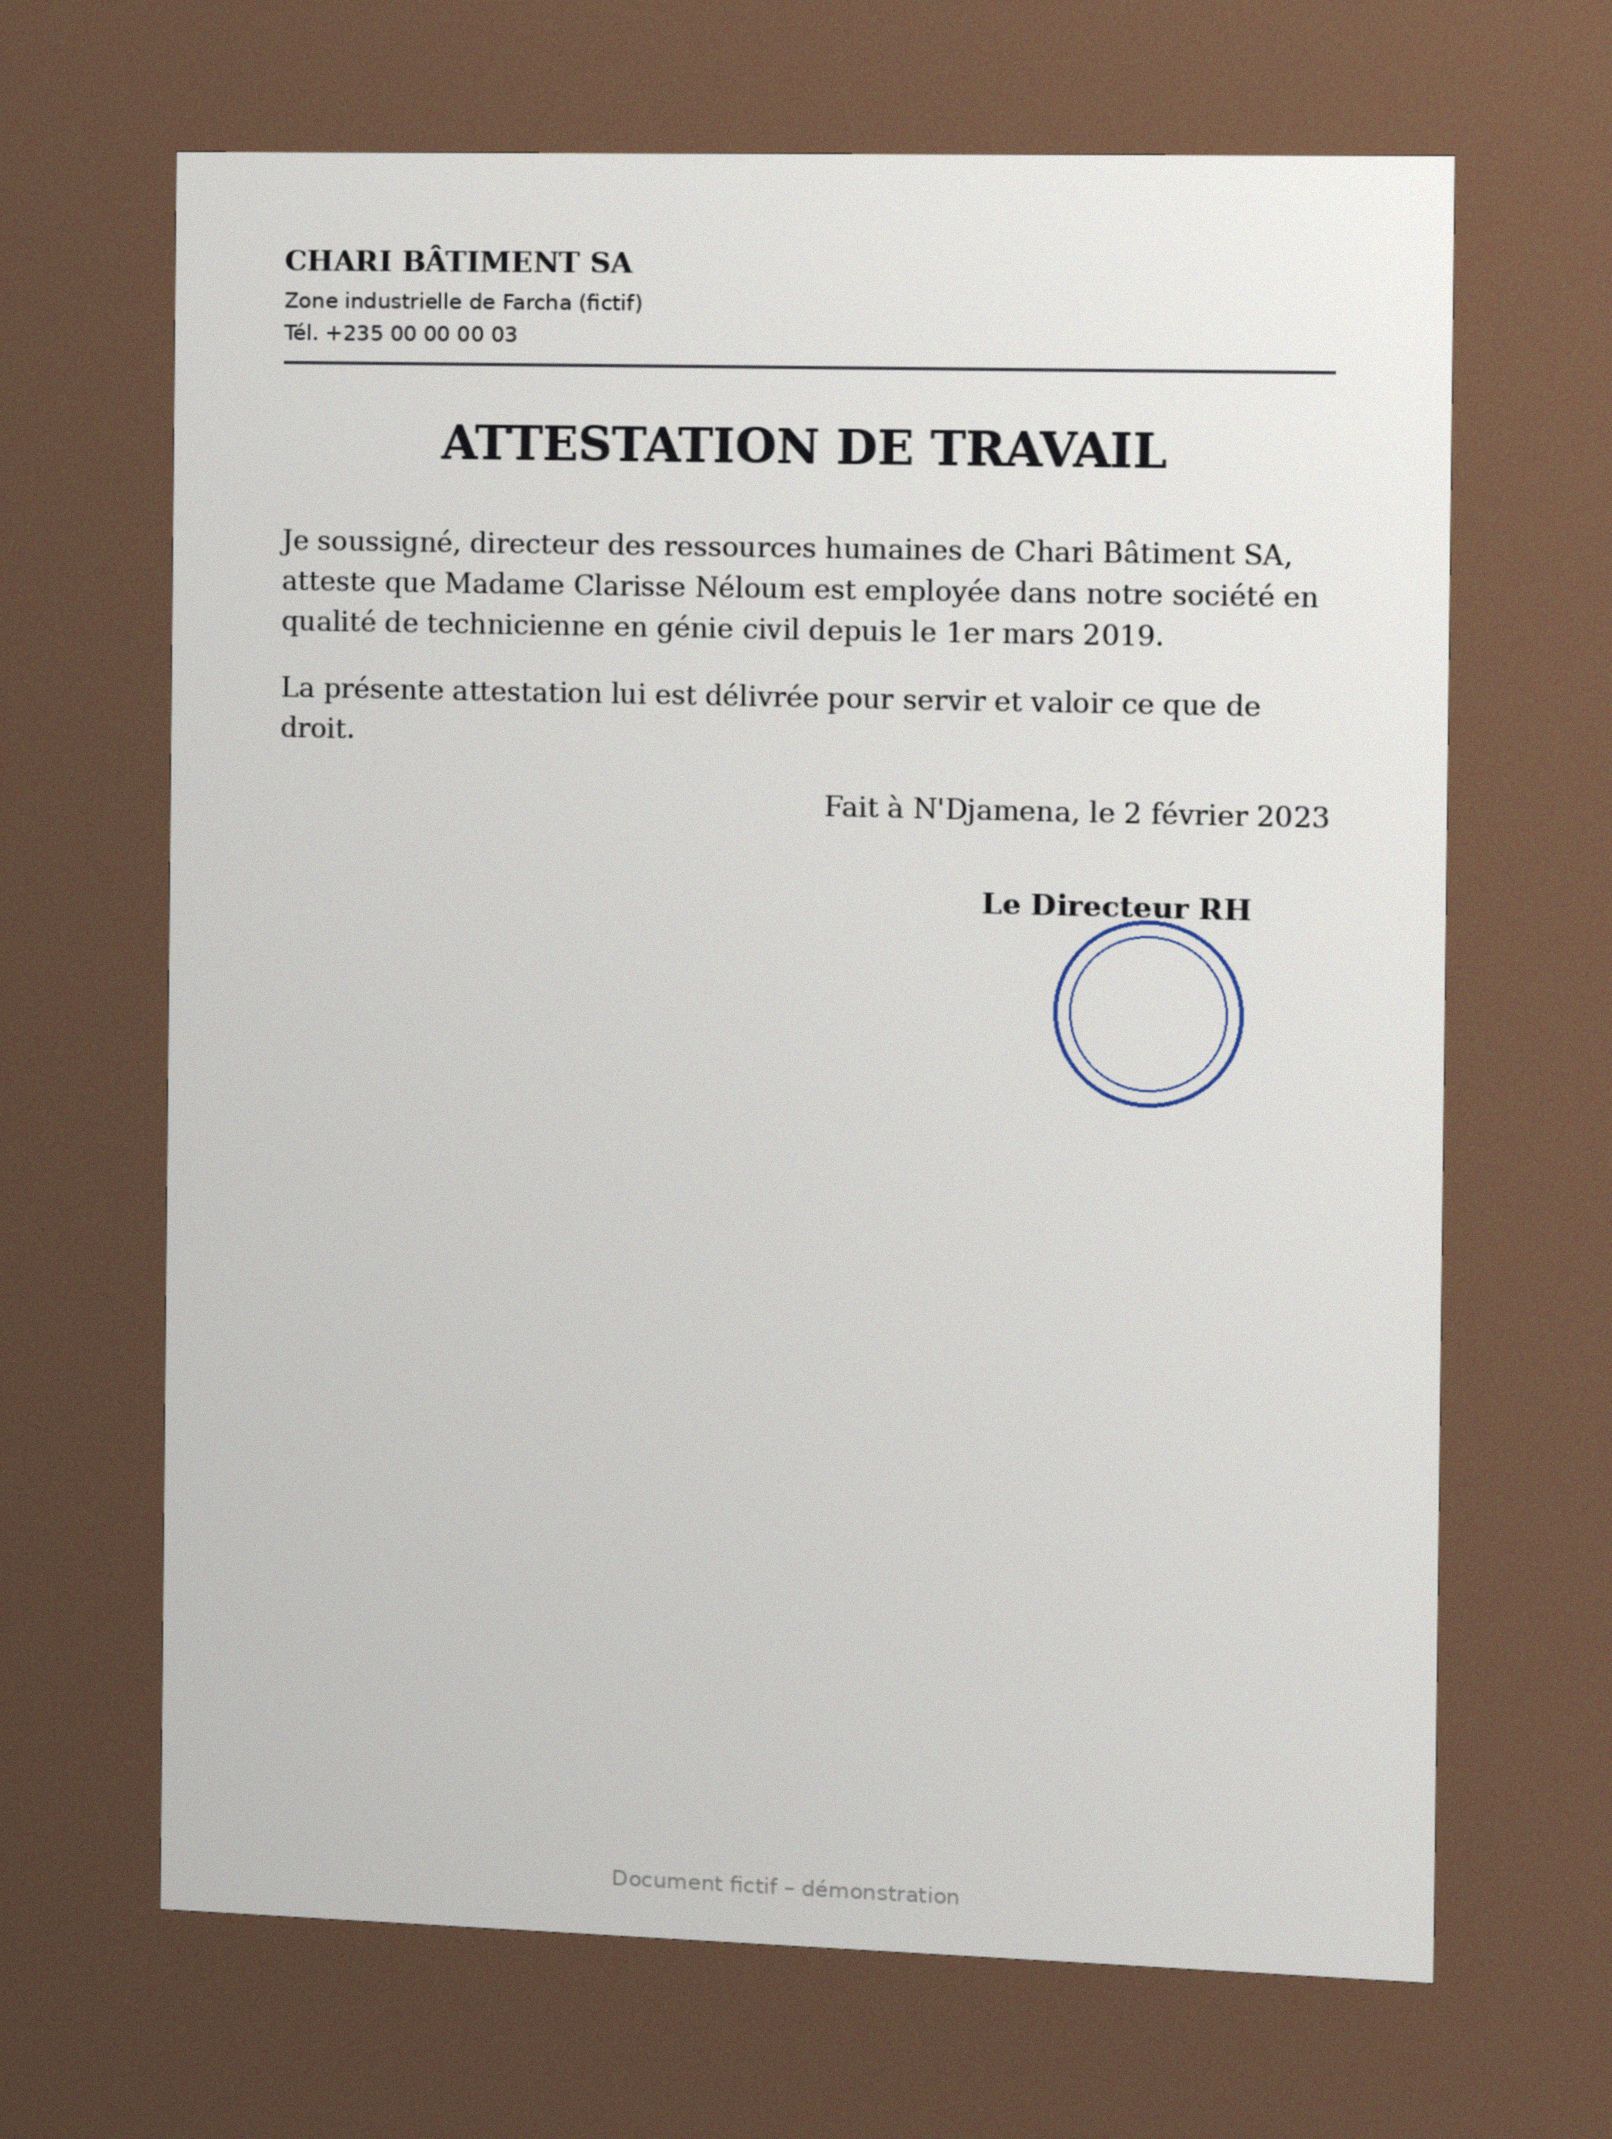 CHARI BÂTIMENT SA
Zone industrielle de Farcha (fictif)
Tél. +235 00 00 00 03
ATTESTATION DE TRAVAIL
Je soussigné, directeur des ressources humaines de Chari Bâtiment SA,
atteste que Madame Clarisse Néloum est employée dans notre société en
qualité de technicienne en génie civil depuis le 1er mars 2019.
La présente attestation lui est délivrée pour servir et valoir ce que de
droit.
Fait à N'Djamena, le 2 février 2023
Le Directeur RH
Document fictif – démonstration